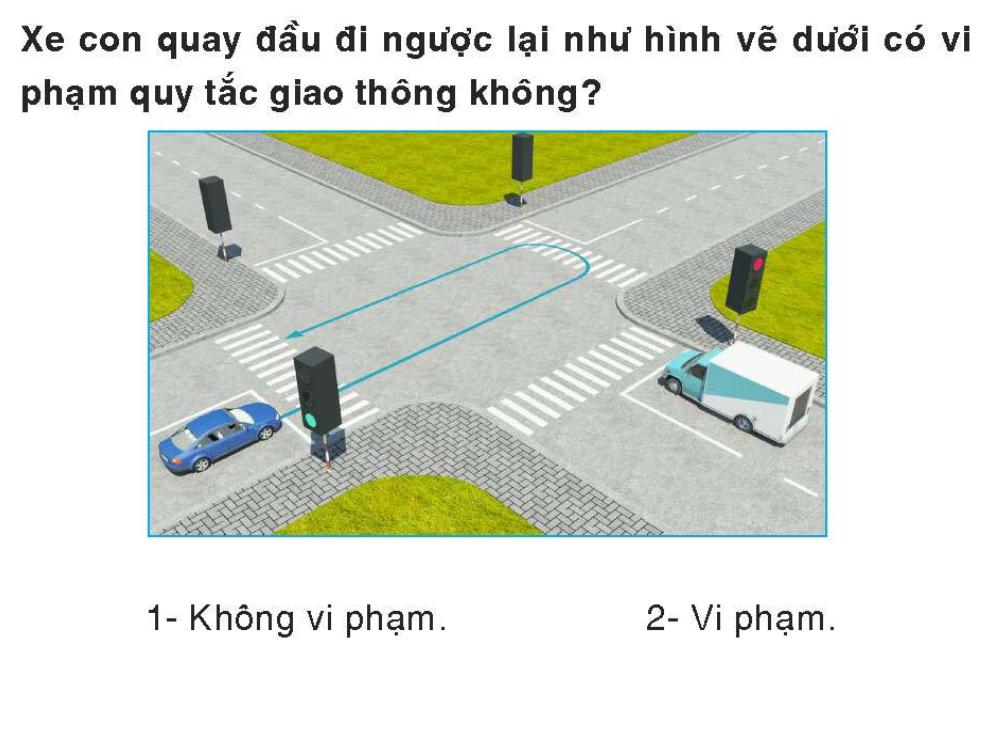 Xe con quay đầu đi ngược lại như hình vẽ dưới có vi
phạm quy tắc giao thông không?
1- Không vi phạm.
2- Vi phạm.